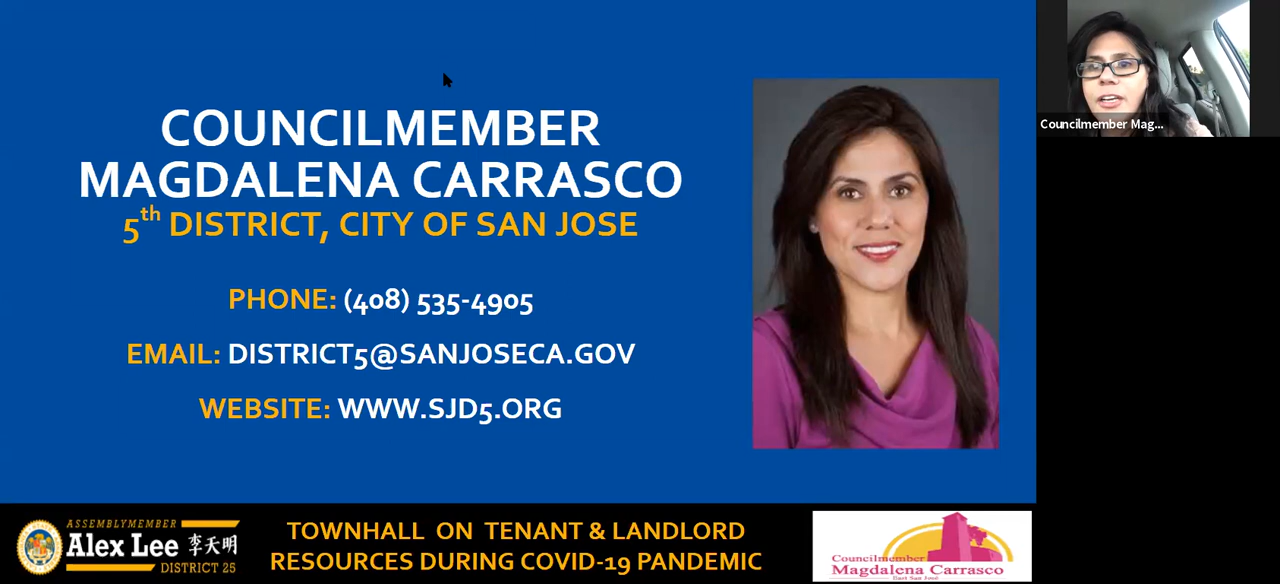 COUNCILMEMBER
MAGDALENA CARRASCO
5th DISTRICT, CITY OF SAN JOSE
PHONE: (408) 535-4905
EMAIL: DISTRICT5@SANJOSECA.GOV
WEBSITE: WWW.SJD5.ORG
Councilmember Mag...
ASSEMBLYMEMBER
Alex Lee 李天明
DISTRICT 25
TOWNHALL ON TENANT & LANDLORD
RESOURCES DURING COVID-19 PANDEMIC
Councilmember
Magdalena Carrasco
East San José